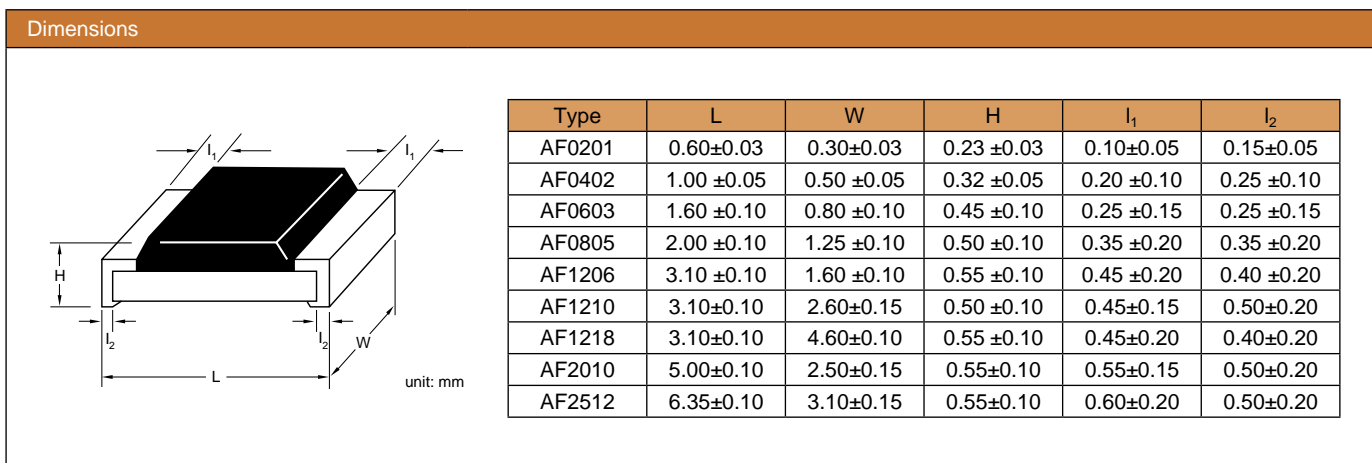 Dimensions
l₁
l₁
H
l₂
l₂
W
L
unit: mm
Type L W H l₁ l₂
AF0201 0.60±0.03 0.30±0.03 0.23 ±0.03 0.10±0.05 0.15±0.05
AF0402 1.00 ±0.05 0.50 ±0.05 0.32 ±0.05 0.20 ±0.10 0.25 ±0.10
AF0603 1.60 ±0.10 0.80 ±0.10 0.45 ±0.10 0.25 ±0.15 0.25 ±0.15
AF0805 2.00 ±0.10 1.25 ±0.10 0.50 ±0.10 0.35 ±0.20 0.35 ±0.20
AF1206 3.10 ±0.10 1.60 ±0.10 0.55 ±0.10 0.45 ±0.20 0.40 ±0.20
AF1210 3.10±0.10 2.60±0.15 0.50 ±0.10 0.45±0.15 0.50±0.20
AF1218 3.10±0.10 4.60±0.10 0.55 ±0.10 0.45±0.20 0.40±0.20
AF2010 5.00±0.10 2.50±0.15 0.55±0.10 0.55±0.15 0.50±0.20
AF2512 6.35±0.10 3.10±0.15 0.55±0.10 0.60±0.20 0.50±0.20